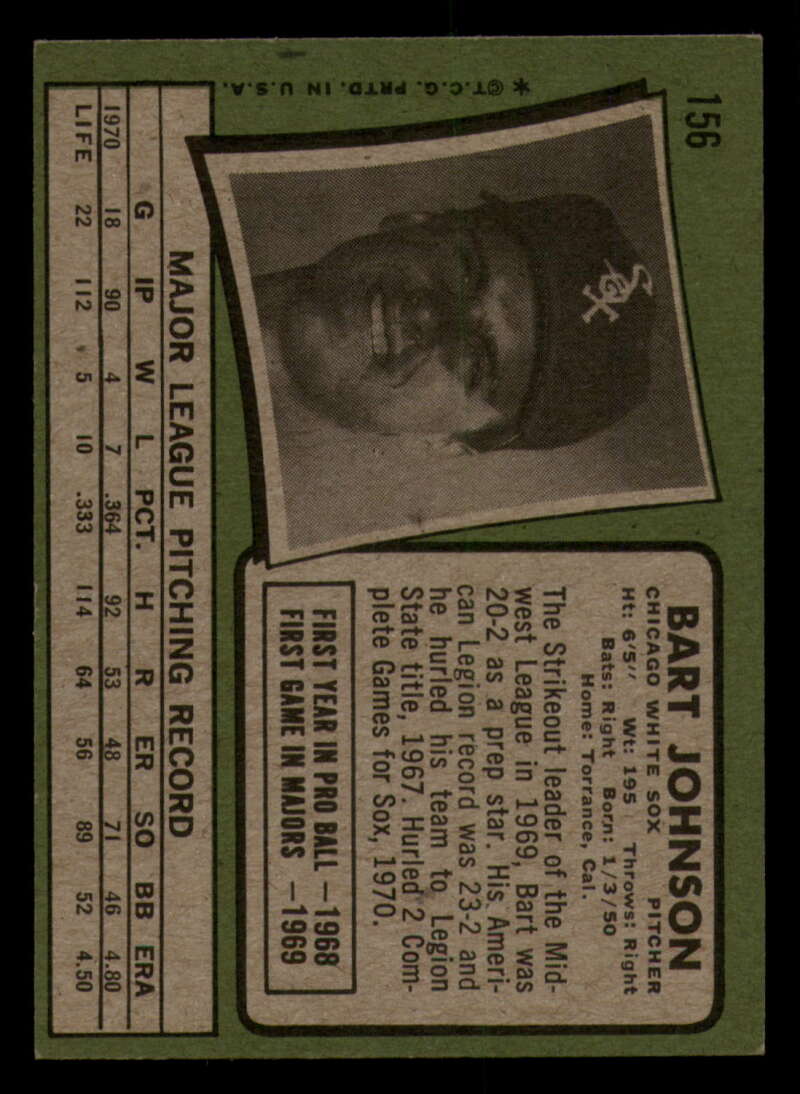 156
BART JOHNSON
CHICAGO WHITE SOX PITCHER
Ht: 6'5" Wt: 195 Throws: Right
Bats: Right Born: 1/3/50
Home: Torrance, Cal.
The Strikeout leader of the Mid-
west League in 1969, Bart was
20-2 as a prep star. His Ameri-
can Legion record was 23-2 and
he hurled his team to Legion
State title, 1967. Hurled 2 Com-
plete Games for Sox, 1970.
FIRST YEAR IN PRO BALL —1968
FIRST GAME IN MAJORS —1969
SOX
*©T.C.G. PRTD. IN U.S.A.
MAJOR LEAGUE PITCHING RECORD
G IP W L PCT. H R ER SO BB ERA
1970 18 90 4 7 .364 92 53 48 71 46 4.80
LIFE 22 112 5 10 .333 114 64 56 89 52 4.50